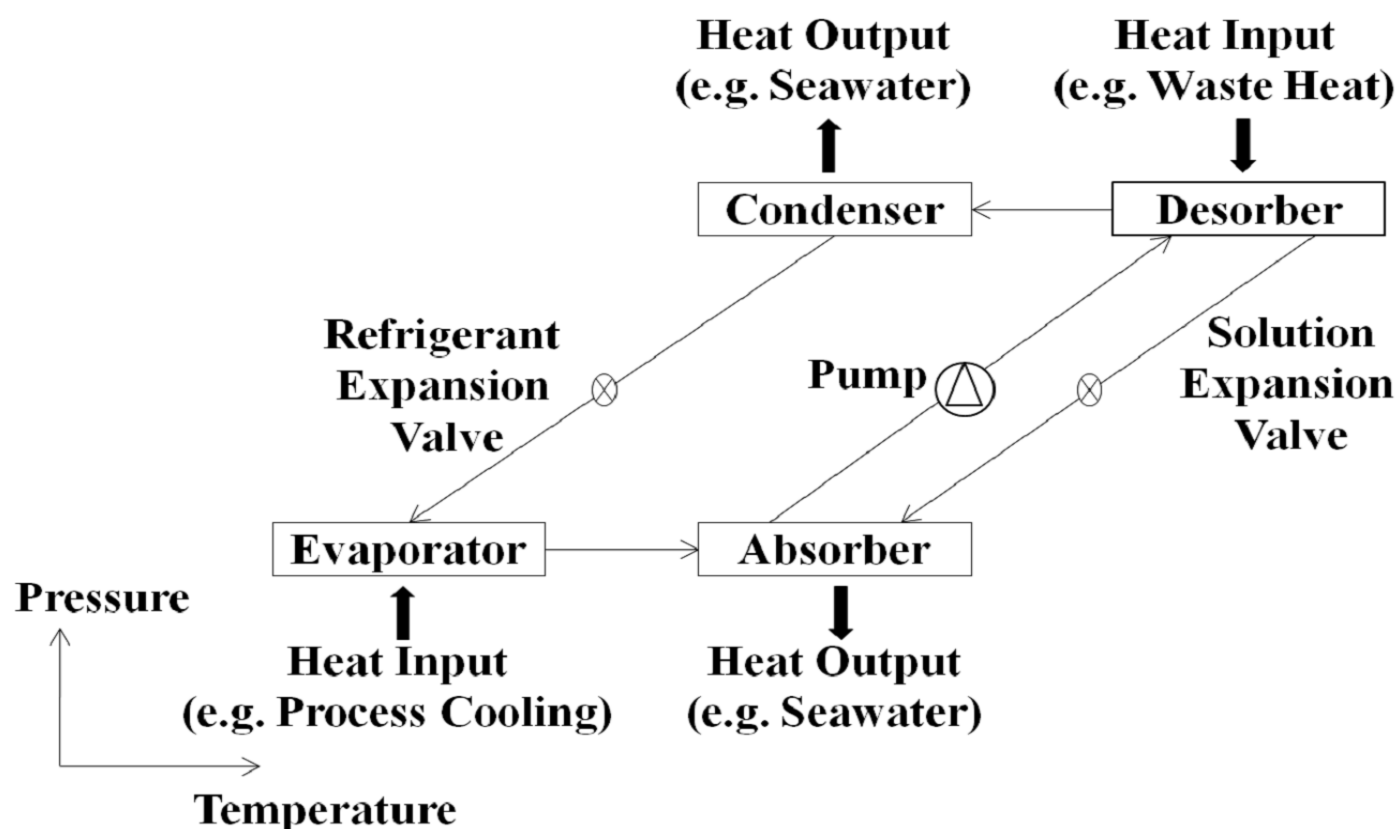 Heat Output
(e.g. Seawater)
Heat Input
(e.g. Waste Heat)
Condenser
Desorber
Refrigerant
Expansion
Valve
Pump
Solution
Expansion
Valve
Evaporator
Absorber
Pressure
Heat Input
(e.g. Process Cooling)
Heat Output
(e.g. Seawater)
Temperature